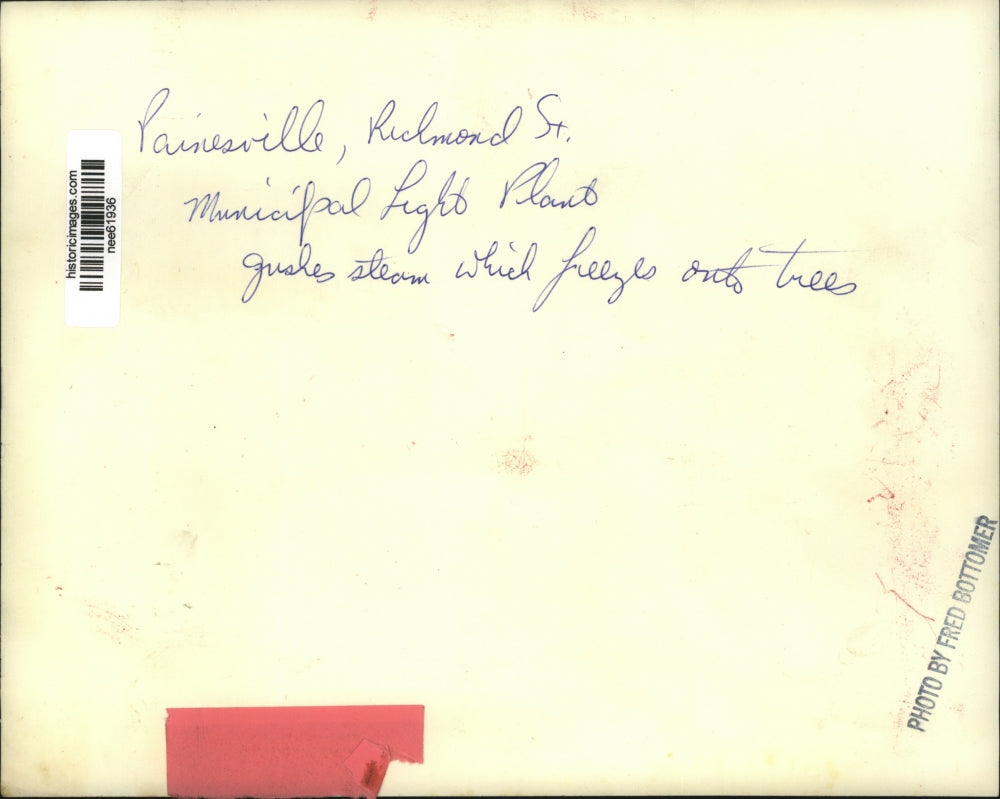 Painesville, Richmond St.
Municipal Light Plant
gushes steam which freezes onto trees
historicimages.com
nee61936
PHOTO BY FRED BOTTOMER